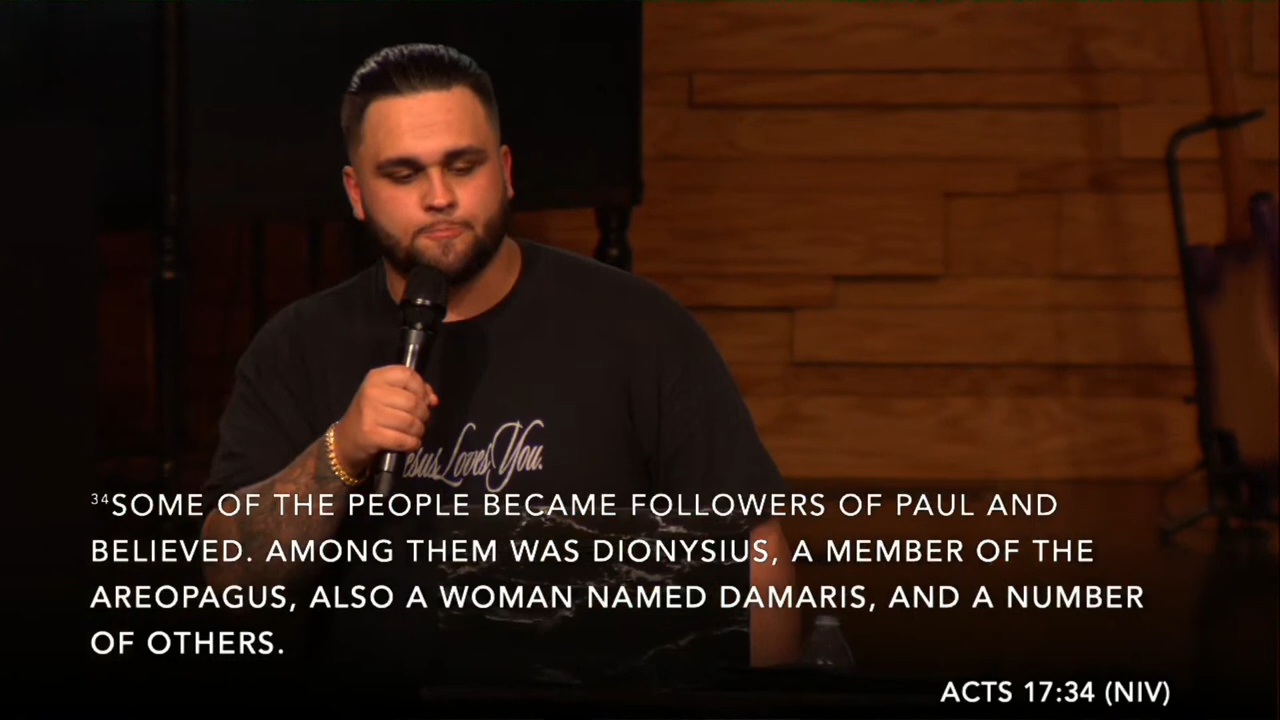 esus Loves You.
³⁴SOME OF THE PEOPLE BECAME FOLLOWERS OF PAUL AND
BELIEVED. AMONG THEM WAS DIONYSIUS, A MEMBER OF THE
AREOPAGUS, ALSO A WOMAN NAMED DAMARIS, AND A NUMBER
OF OTHERS.
ACTS 17:34 (NIV)